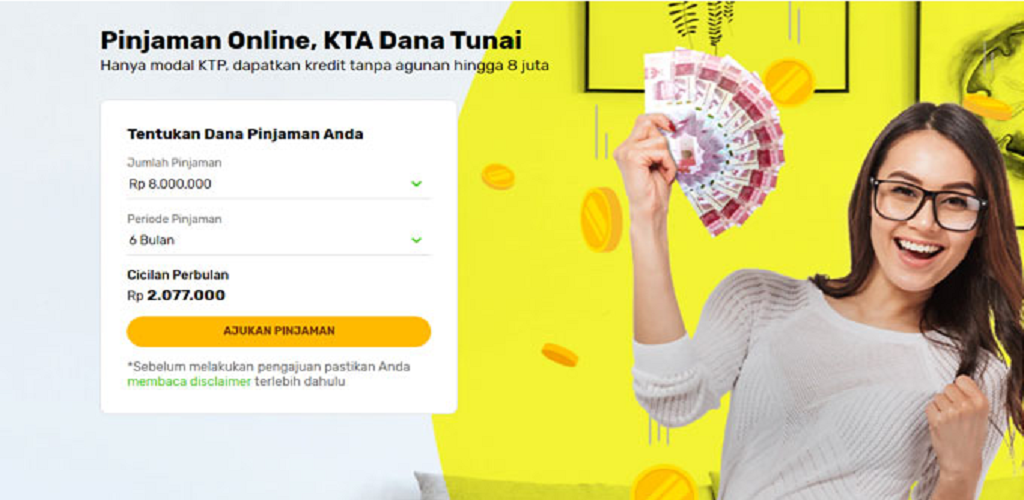 Pinjaman Online, KTA Dana Tunai
Hanya modal KTP, dapatkan kredit tanpa agunan hingga 8 juta
Tentukan Dana Pinjaman Anda
Jumlah Pinjaman
Rp 8.000.000
Periode Pinjaman
6 Bulan
Cicilan Perbulan
Rp 2.077.000
AJUKAN PINJAMAN
*Sebelum melakukan pengajuan pastikan Anda
membaca disclaimer terlebih dahulu